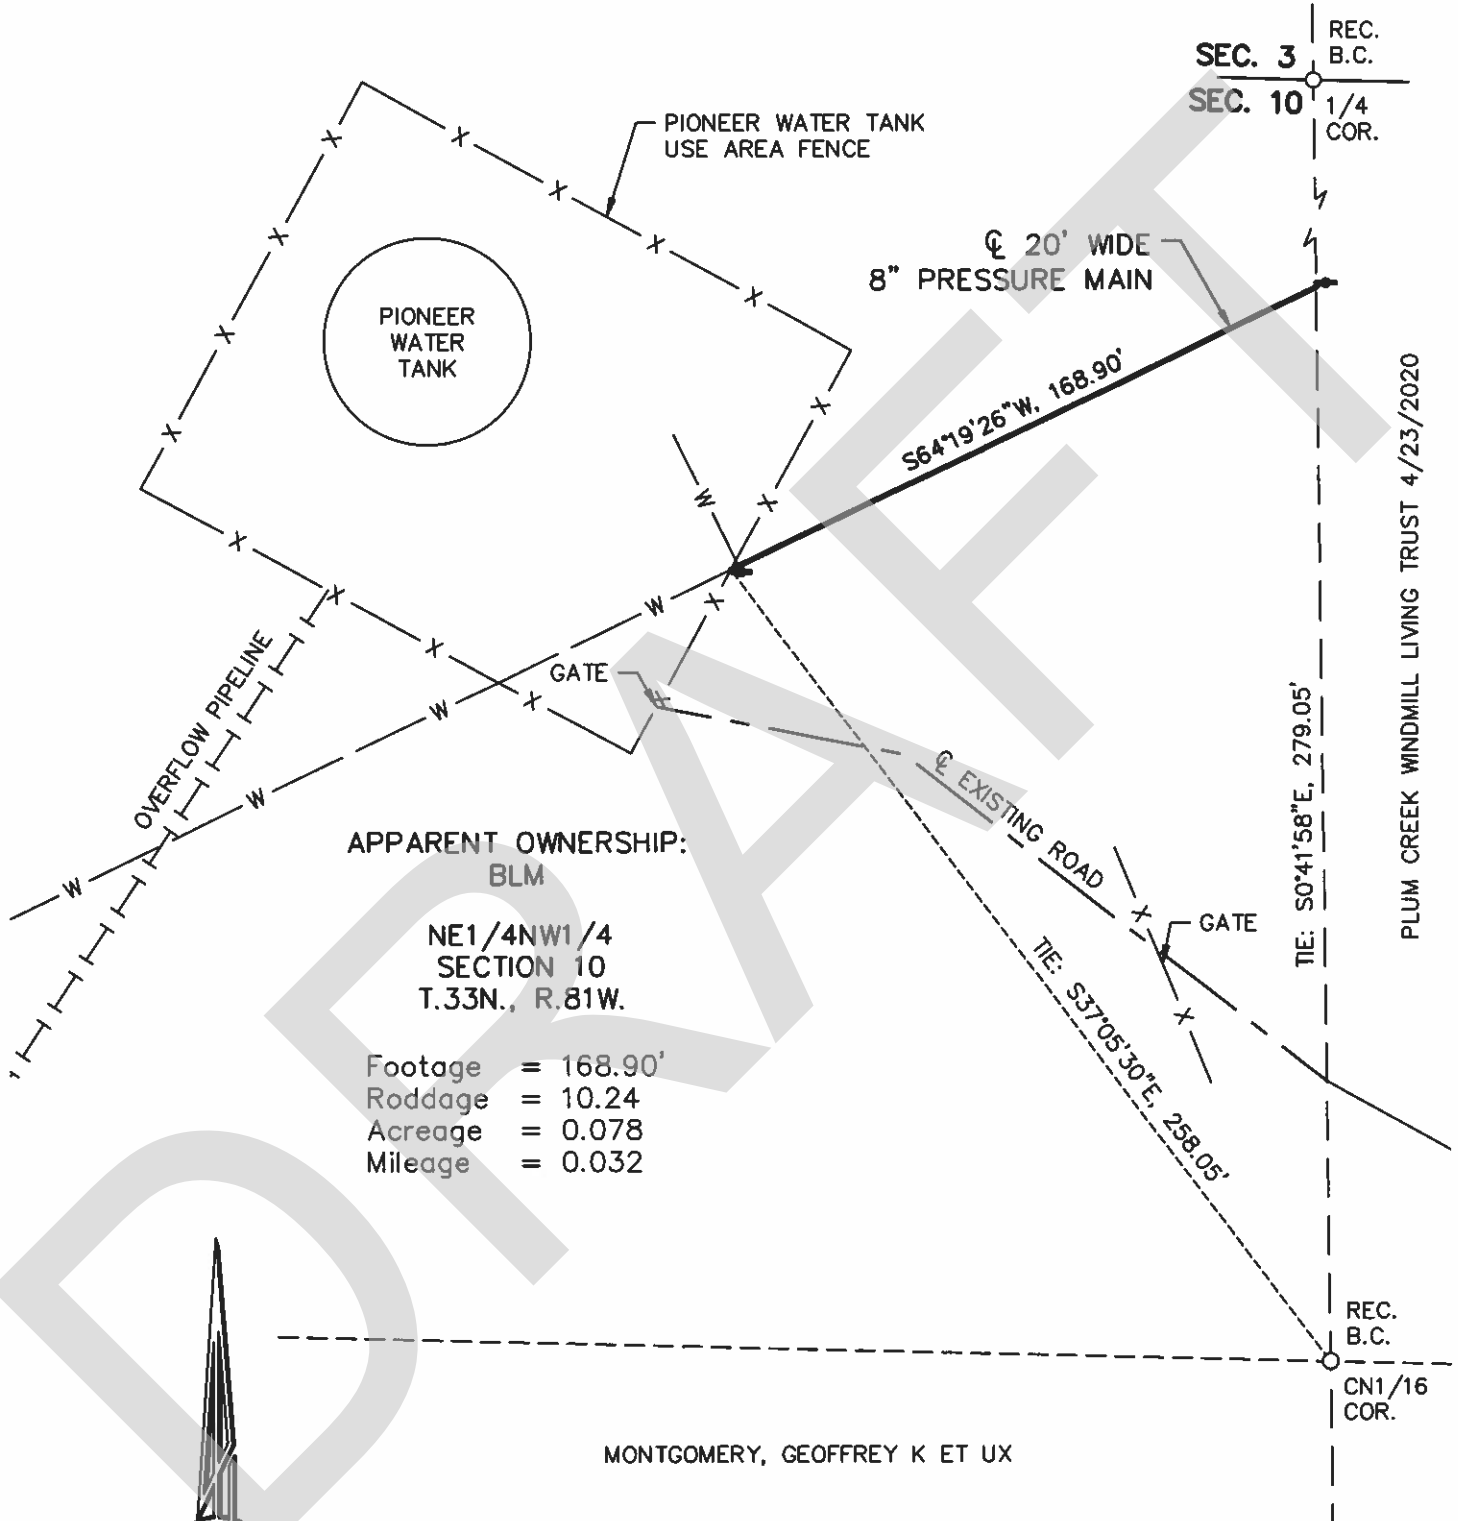 REC.
B.C.
SEC. 3
SEC. 10
1/4
COR.
PIONEER WATER TANK
USE AREA FENCE
℄ 20' WIDE
8" PRESSURE MAIN
PIONEER
WATER
TANK
S64°19'26"W, 168.90'
PLUM CREEK WINDMILL LIVING TRUST 4/23/2020
TIE: S0°41'58"E, 279.05'
GATE
OVERFLOW PIPELINE
℄ EXISTING ROAD
GATE
TIE: S37°05'30"E, 258.05'
APPARENT OWNERSHIP:
BLM
NE1/4NW1/4
SECTION 10
T.33N., R.81W.
Footage = 168.90'
Roddage = 10.24
Acreage = 0.078
Mileage = 0.032
REC.
B.C.
CN1/16
COR.
MONTGOMERY, GEOFFREY K ET UX
DRAFT
X X X X X X X X X X X X X X X X X X
W W W W W